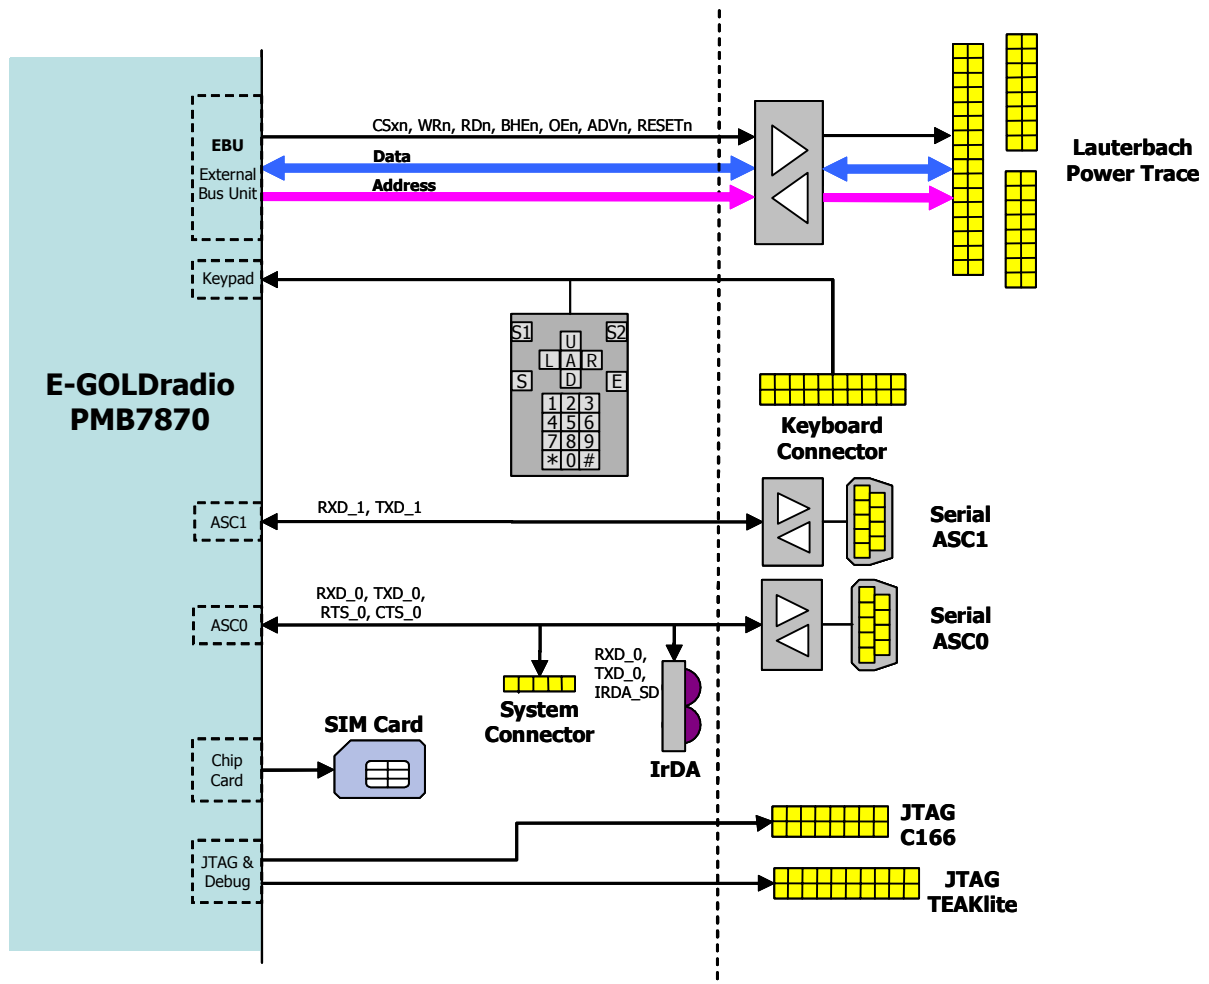 CSxn, WRn, RDn, BHEn, OEn, ADVn, RESETn
EBU
External
Bus Unit
Data
Address
Lauterbach
Power Trace
Keypad
S1
S2
U
L A R
D
S
E
1 2 3
4 5 6
7 8 9
* 0 #
E-GOLDradio
PMB7870
Keyboard
Connector
ASC1
RXD_1, TXD_1
Serial
ASC1
ASC0
RXD_0, TXD_0,
RTS_0, CTS_0
Serial
ASC0
RXD_0,
TXD_0,
IRDA_SD
System
Connector
IrDA
SIM Card
Chip
Card
JTAG
C166
JTAG &
Debug
JTAG
TEAKlite